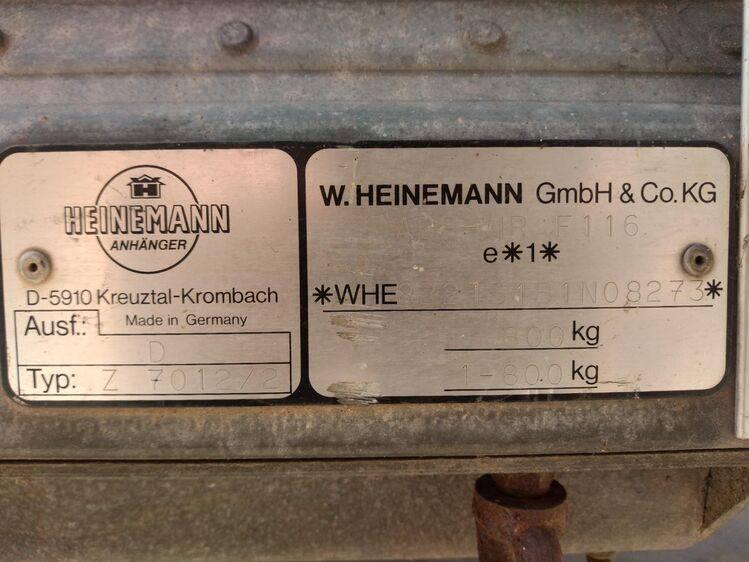 H
HEINEMANN
ANHÄNGER
D-5910 Kreuztal-Krombach
Made in Germany
Ausf.: D
Typ: Z 7012/2
W. HEINEMANN GmbH & Co. KG
F116
e*1*
*WHE
kg
1-800 kg